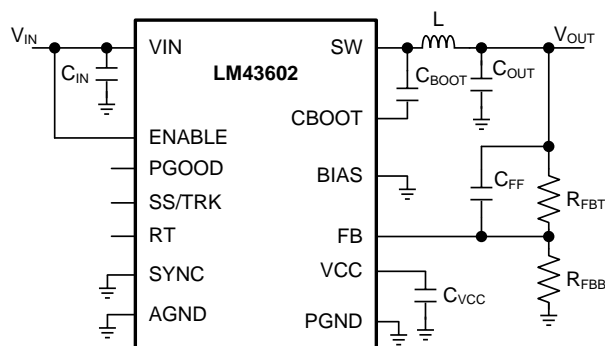 VIN
VIN
CIN
LM43602
SW
L
VOUT
CBOOT
COUT
CBOOT
ENABLE
PGOOD
SS/TRK
RT
SYNC
AGND
BIAS
FB
VCC
PGND
CFF
RFBT
RFBB
CVCC